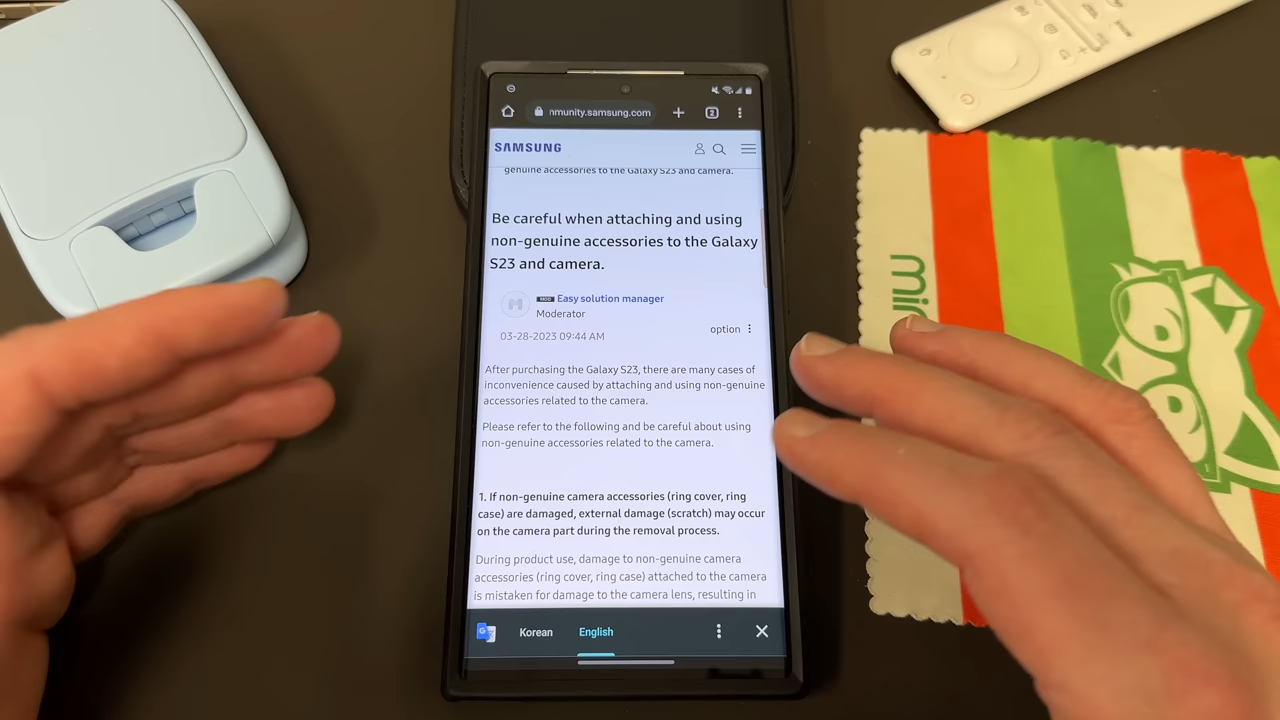 nmunity.samsung.com
2
SAMSUNG
genuine accessories to the Galaxy S23 and camera.
Be careful when attaching and using
non-genuine accessories to the Galaxy
S23 and camera.
Easy solution manager
Moderator
option
03-28-2023 09:44 AM
After purchasing the Galaxy S23, there are many cases of
inconvenience caused by attaching and using non-genuine
accessories related to the camera.
Please refer to the following and be careful about using
non-genuine accessories related to the camera.
1. If non-genuine camera accessories (ring cover, ring
case) are damaged, external damage (scratch) may occur
on the camera part during the removal process.
During product use, damage to non-genuine camera
accessories (ring cover, ring case) attached to the camera
is mistaken for damage to the camera lens, resulting in
Korean
English